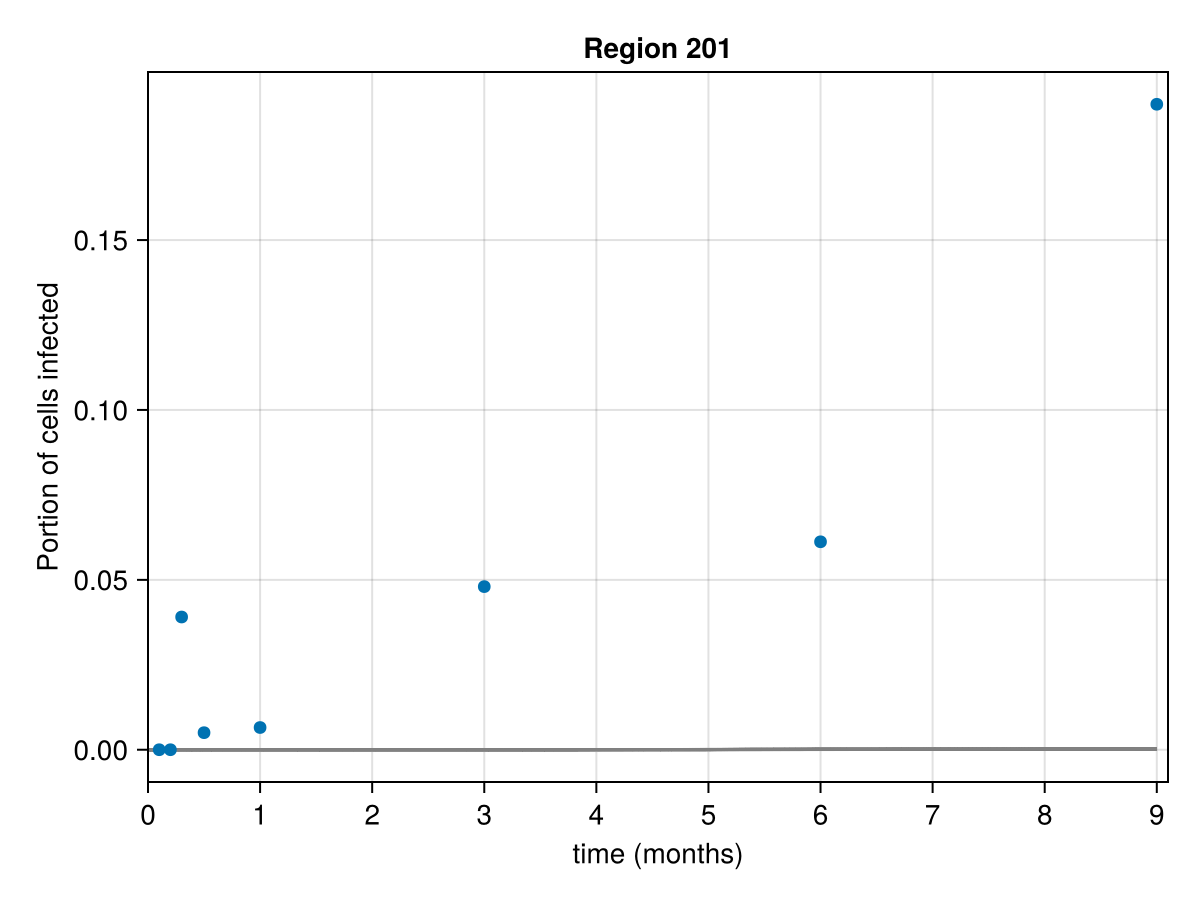 Region 201
Portion of cells infected
0.15
0.10
0.05
0.00
0 1 2 3 4 5 6 7 8 9
time (months)